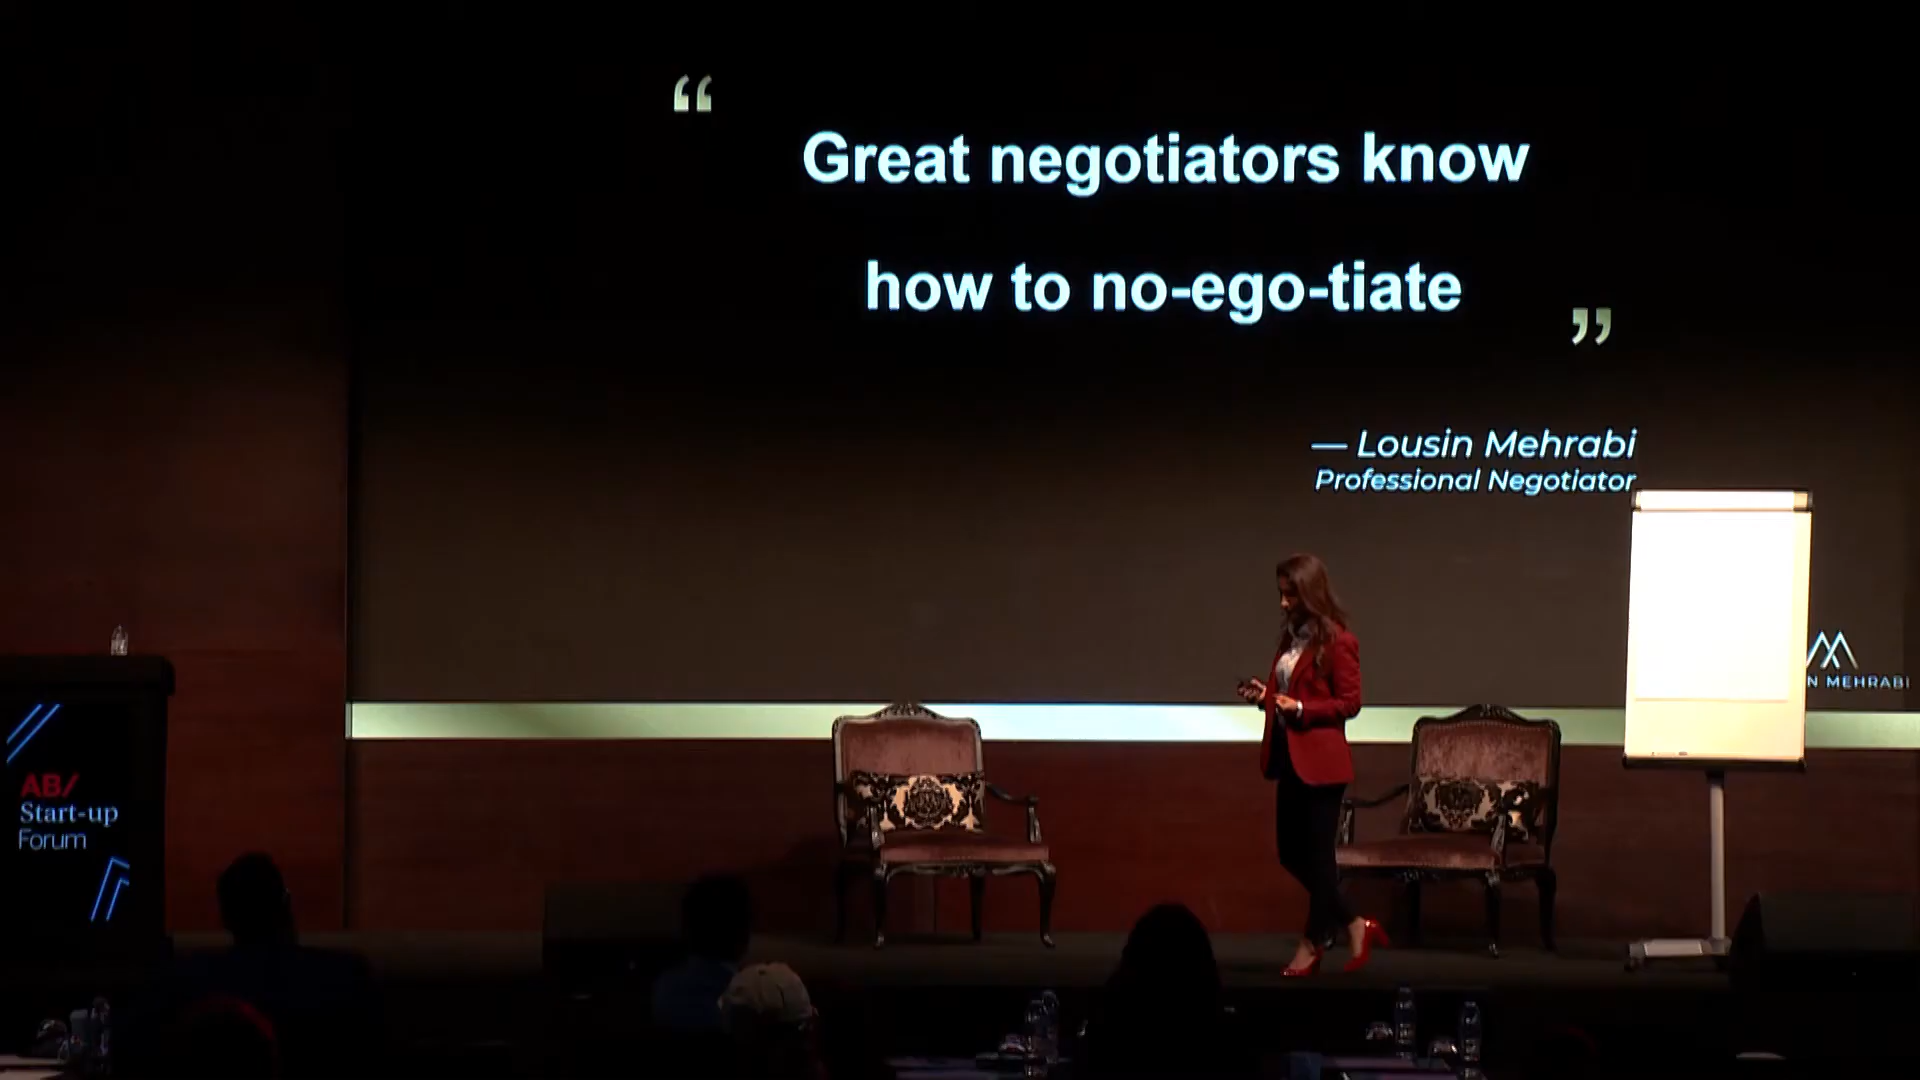 “
Great negotiators know
how to no-ego-tiate
”
— Lousin Mehrabi
Professional Negotiator
N MEHRABI
AB/
Start-up
Forum